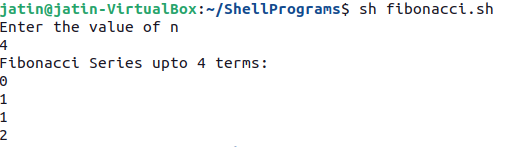 jatin@jatin-VirtualBox:~/ShellPrograms$ sh fibonacci.sh
Enter the value of n
4
Fibonacci Series upto 4 terms:
0
1
1
2